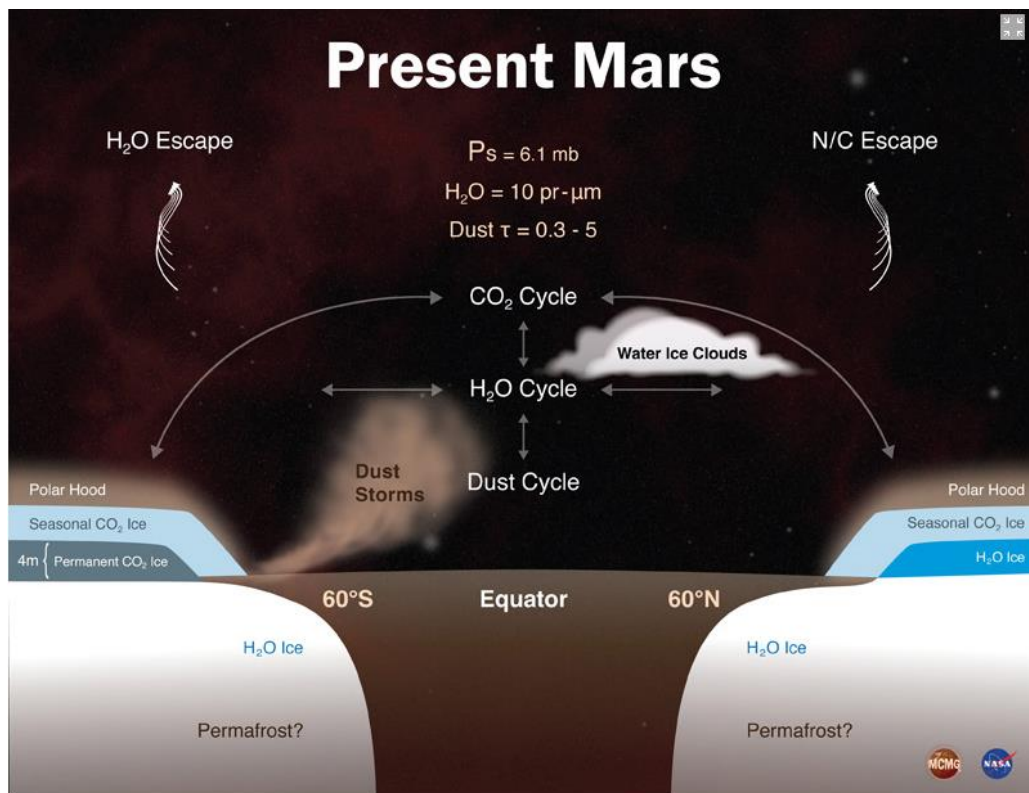 Present Mars
H₂O Escape
N/C Escape
Ps = 6.1 mb
H₂O = 10 pr-μm
Dust τ = 0.3 - 5
CO₂ Cycle
Water Ice Clouds
H₂O Cycle
Dust
Storms
Dust Cycle
Polar Hood
Polar Hood
Seasonal CO₂ Ice
Seasonal CO₂ Ice
4m { Permanent CO₂ Ice
H₂O Ice
60°S
Equator
60°N
H₂O Ice
H₂O Ice
Permafrost?
Permafrost?
MCMG
NASA